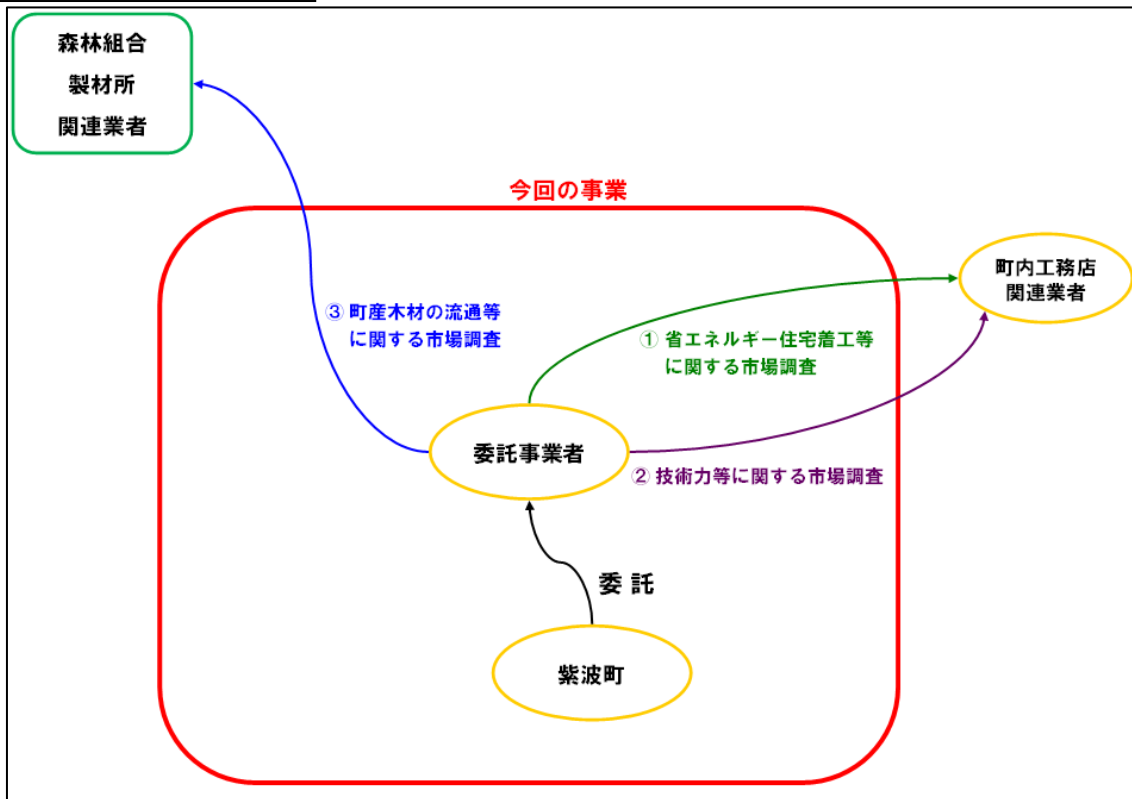 森林組合
製材所
関連業者
今回の事業
町内工務店
関連業者
③ 町産木材の流通等
に関する市場調査
① 省エネルギー住宅着工等
に関する市場調査
委託事業者
② 技術力等に関する市場調査
委 託
紫波町